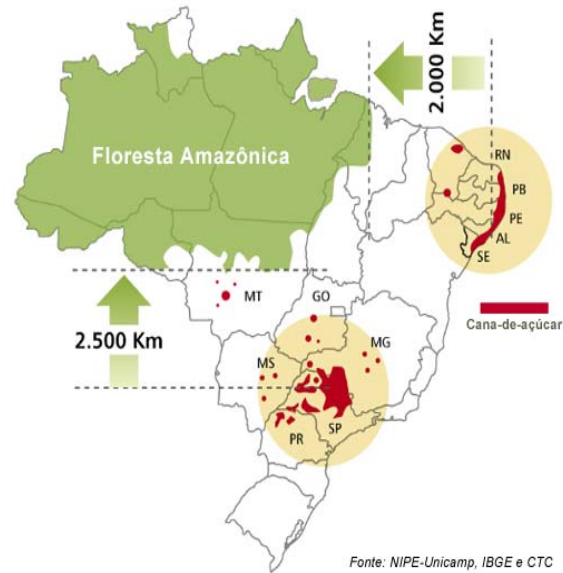 2.000 Km
Floresta Amazônica
RN
PB
PE
AL
SE
MT
GO
Cana-de-açúcar
2.500 Km
MG
MS
SP
PR
Fonte: NIPE-Unicamp, IBGE e CTC